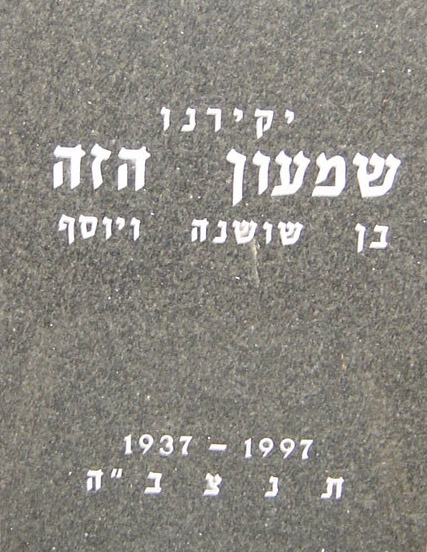 יקירנו
שמעון הזה
בן שושנה ויוסף
1937 - 1997
ת נ צ ב "ה